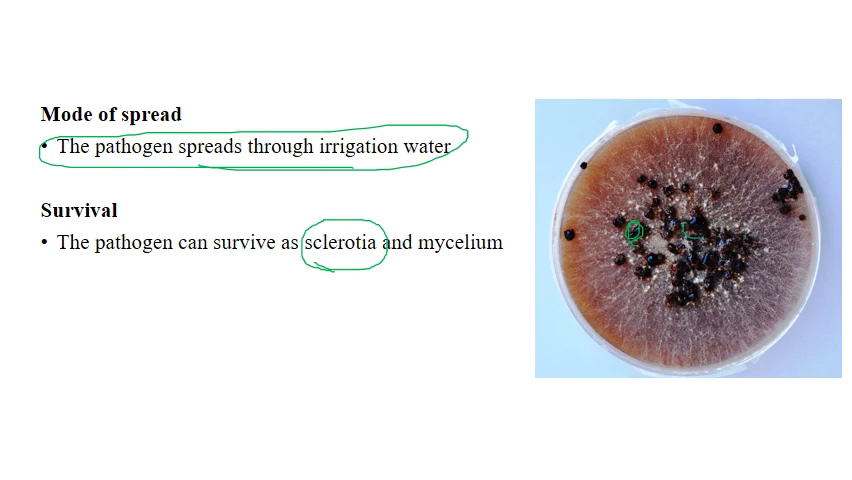 Mode of spread
• The pathogen spreads through irrigation water
Survival
• The pathogen can survive as sclerotia and mycelium